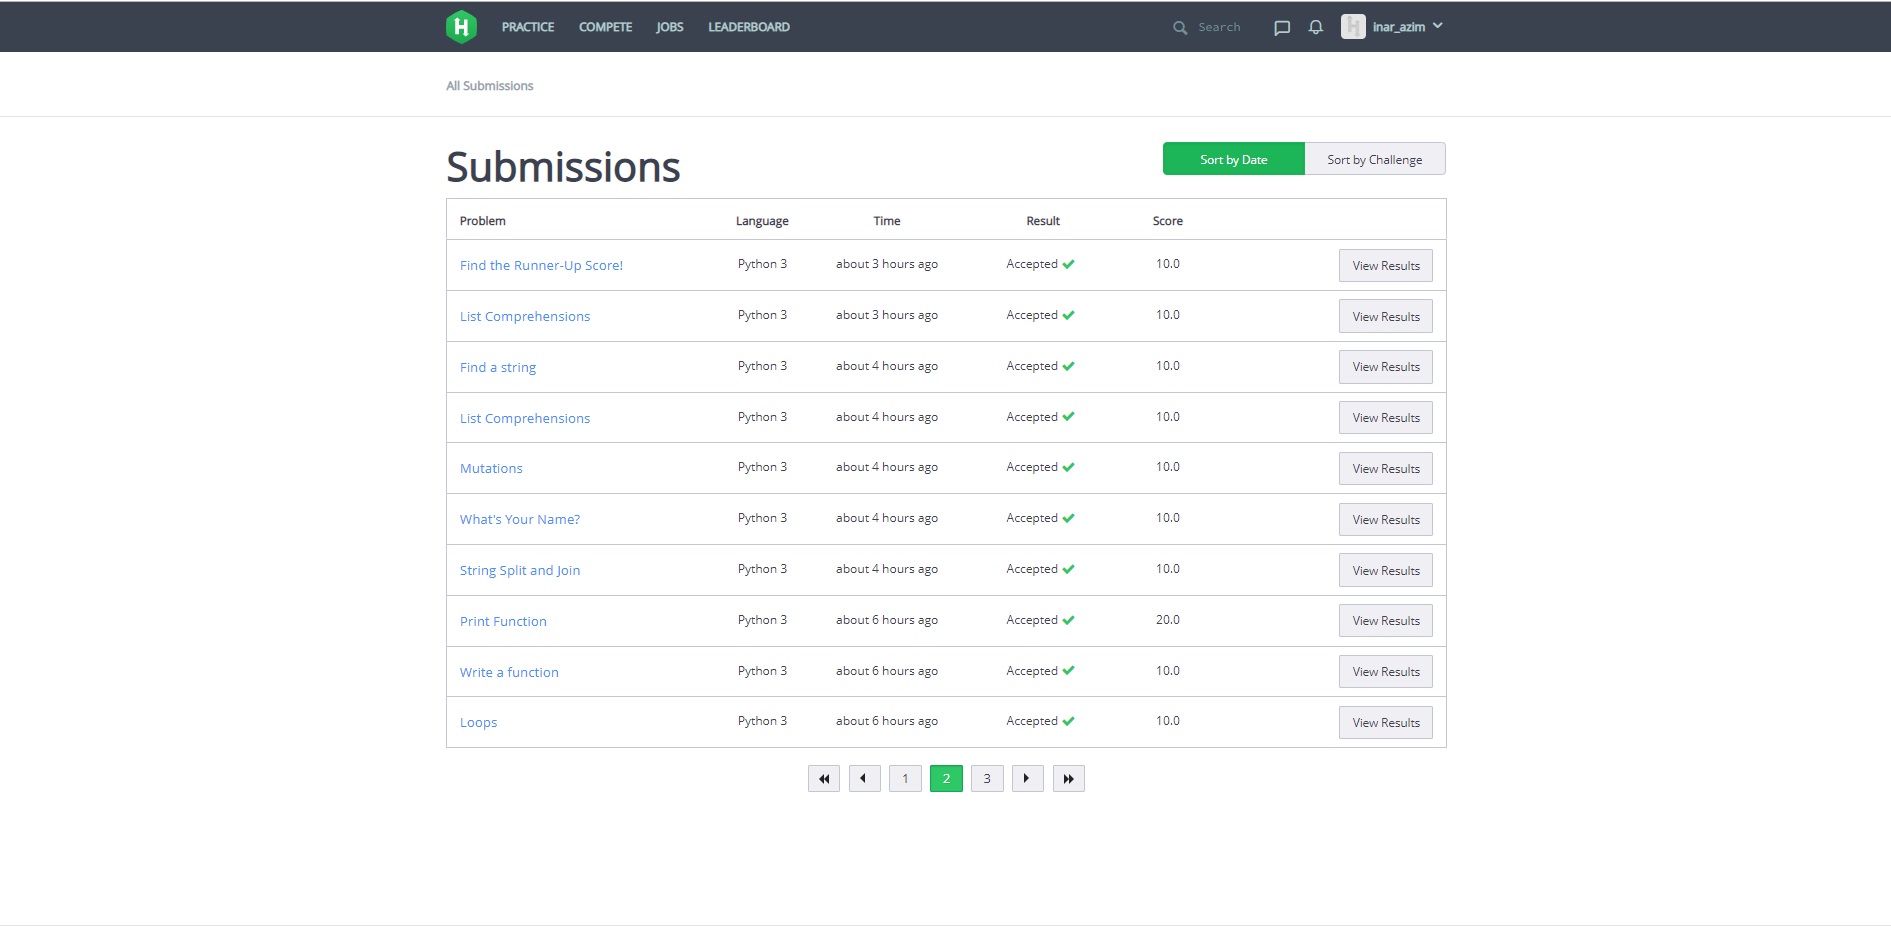 PRACTICE COMPETE JOBS LEADERBOARD Search inar_azim
All Submissions
Submissions
Sort by Date Sort by Challenge
Problem Language Time Result Score
Find the Runner-Up Score! Python 3 about 3 hours ago Accepted 10.0 View Results
List Comprehensions Python 3 about 3 hours ago Accepted 10.0 View Results
Find a string Python 3 about 4 hours ago Accepted 10.0 View Results
List Comprehensions Python 3 about 4 hours ago Accepted 10.0 View Results
Mutations Python 3 about 4 hours ago Accepted 10.0 View Results
What's Your Name? Python 3 about 4 hours ago Accepted 10.0 View Results
String Split and Join Python 3 about 4 hours ago Accepted 10.0 View Results
Print Function Python 3 about 6 hours ago Accepted 20.0 View Results
Write a function Python 3 about 6 hours ago Accepted 10.0 View Results
Loops Python 3 about 6 hours ago Accepted 10.0 View Results
1 2 3